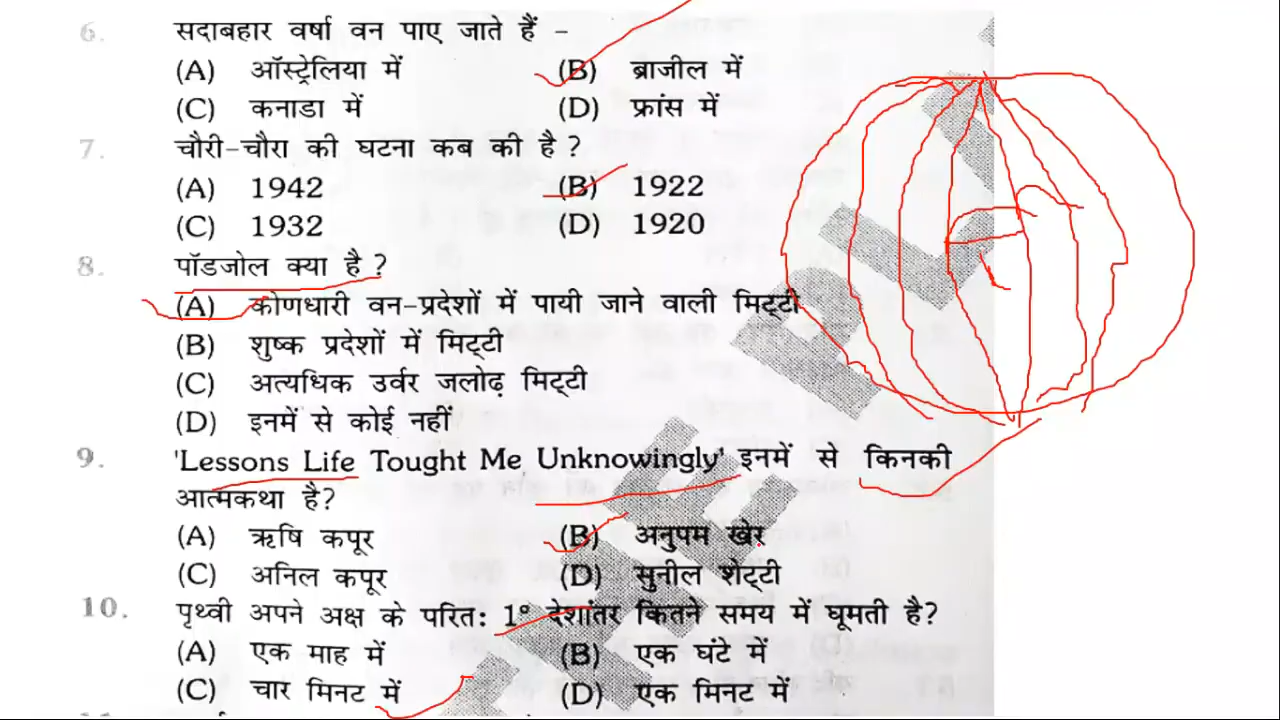 6. सदाबहार वर्षा वन पाए जाते हैं –
(A) ऑस्ट्रेलिया में (B) ब्राजील में
(C) कनाडा में (D) फ्रांस में
7. चौरी-चौरा की घटना कब की है ?
(A) 1942 (B) 1922
(C) 1932 (D) 1920
8. पॉडजोल क्या है ?
(A) कोणधारी वन-प्रदेशों में पायी जाने वाली मिट्टी
(B) शुष्क प्रदेशों में मिट्टी
(C) अत्यधिक उर्वर जलोढ़ मिट्टी
(D) इनमें से कोई नहीं
9. 'Lessons Life Tought Me Unknowingly' इनमें से किनकी
आत्मकथा है?
(A) ऋषि कपूर (B) अनुपम खेर
(C) अनिल कपूर (D) सुनील शेट्टी
10. पृथ्वी अपने अक्ष के परितः 1° देशांतर कितने समय में घूमती है?
(A) एक माह में (B) एक घंटे में
(C) चार मिनट में (D) एक मिनट में